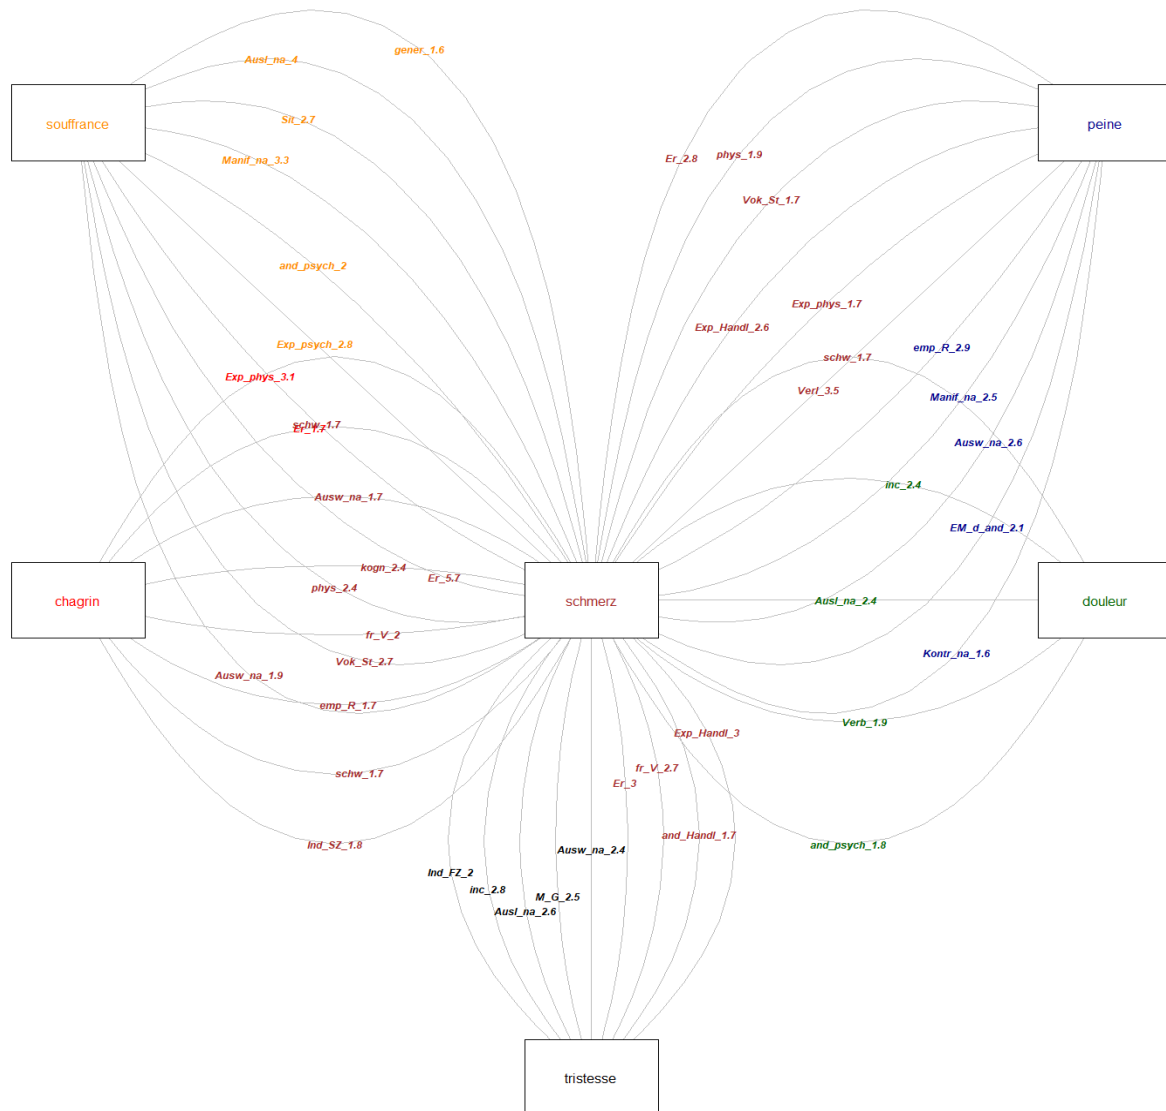 gener_1.6
Ausl_na_4
Sit_2.7
souffrance
peine
Manif_na_3.3
Er_2.8
phys_1.9
Vok_St_1.7
and_psych_2
Exp_phys_1.7
Exp_Handl_2.6
Exp_psych_2.8
emp_R_2.9
schw_1.7
Exp_phys_3.1
Verl_3.5
Manif_na_2.5
schw_1.7
Er_1.7
Ausw_na_2.6
inc_2.4
Ausw_na_1.7
EM_d_and_2.1
kogn_2.4
Er_5.7
phys_2.4
chagrin
schmerz
Ausl_na_2.4
douleur
fr_V_2
Vok_St_2.7
Kontr_na_1.6
Ausw_na_1.9
emp_R_1.7
Verb_1.9
Exp_Handl_3
schw_1.7
fr_V_2.7
Er_3
and_Handl_1.7
Ind_SZ_1.8
and_psych_1.8
Ausw_na_2.4
Ind_FZ_2
inc_2.8
M_G_2.5
Ausl_na_2.6
tristesse